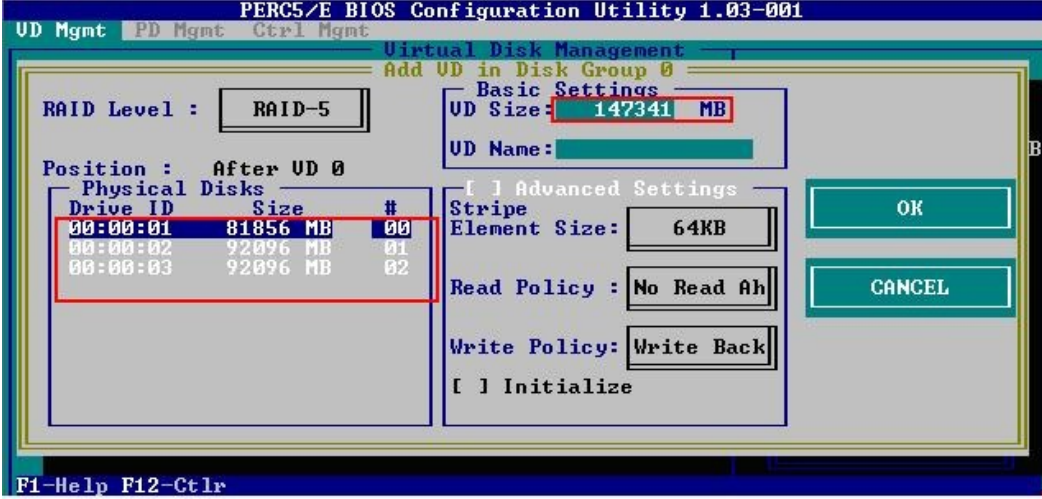 PERC5/E BIOS Configuration Utility 1.03-001
VD Mgmt PD Mgmt Ctrl Mgmt
Virtual Disk Management
Add VD in Disk Group 0
RAID Level : RAID-5
Basic Settings
VD Size: 147341 MB
VD Name:
Position : After VD 0
Physical Disks
Drive ID Size #
00:00:01 81856 MB 00
00:00:02 92096 MB 01
00:00:03 92096 MB 02
[ ] Advanced Settings
Stripe
Element Size: 64KB
Read Policy : No Read Ah
Write Policy: Write Back
[ ] Initialize
OK
CANCEL
B
F1-Help F12-Ctlr